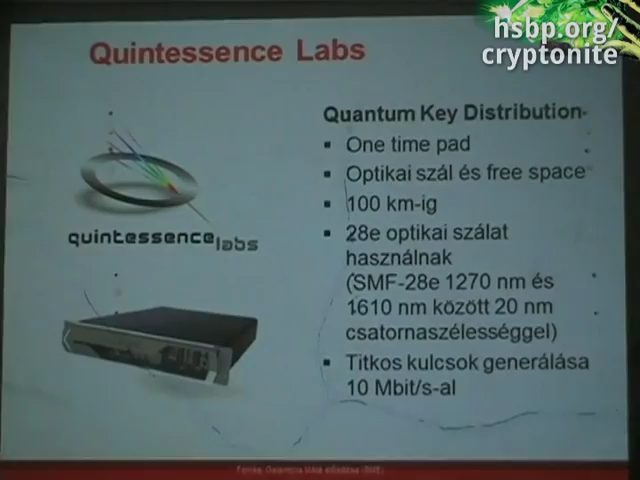 hsbp.org/
cryptonite
Quintessence Labs
quintessence labs
Quantum Key Distribution
One time pad
Optikai szál és free space
100 km-ig
28e optikai szálat
használnak
(SMF-28e 1270 nm és
1610 nm között 20 nm
csatornaszélességgel)
Titkos kulcsok generálása
10 Mbit/s-al